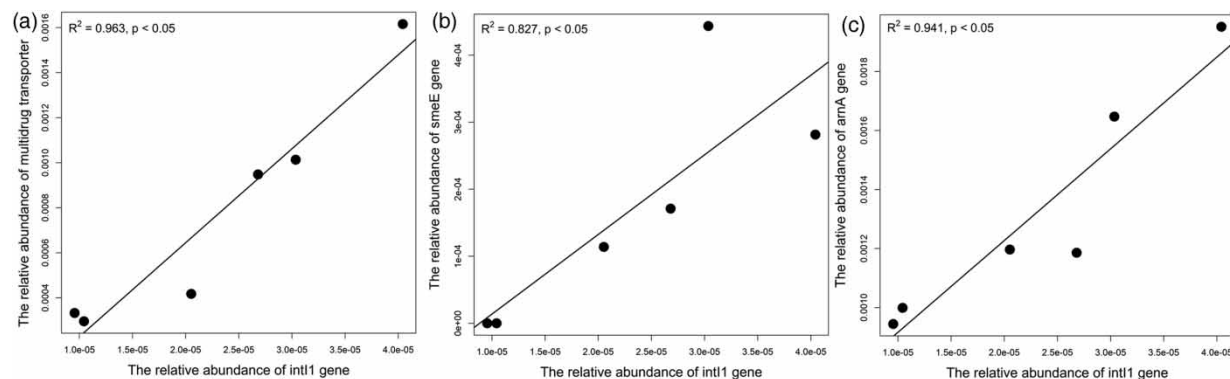 (a)
R² = 0.963, p < 0.05
The relative abundance of multidrug transporter
0.0016
0.0014
0.0012
0.0010
0.0008
0.0006
0.0004
1.0e-05 1.5e-05 2.0e-05 2.5e-05 3.0e-05 3.5e-05 4.0e-05
The relative abundance of intI1 gene
(b)
R² = 0.827, p < 0.05
The relative abundance of smeE gene
4e-04
3e-04
2e-04
1e-04
0e+00
1.0e-05 1.5e-05 2.0e-05 2.5e-05 3.0e-05 3.5e-05 4.0e-05
The relative abundance of intI1 gene
(c)
R² = 0.941, p < 0.05
The relative abundance of arnA gene
0.0018
0.0016
0.0014
0.0012
0.0010
1.0e-05 1.5e-05 2.0e-05 2.5e-05 3.0e-05 3.5e-05 4.0e-05
The relative abundance of intI1 gene